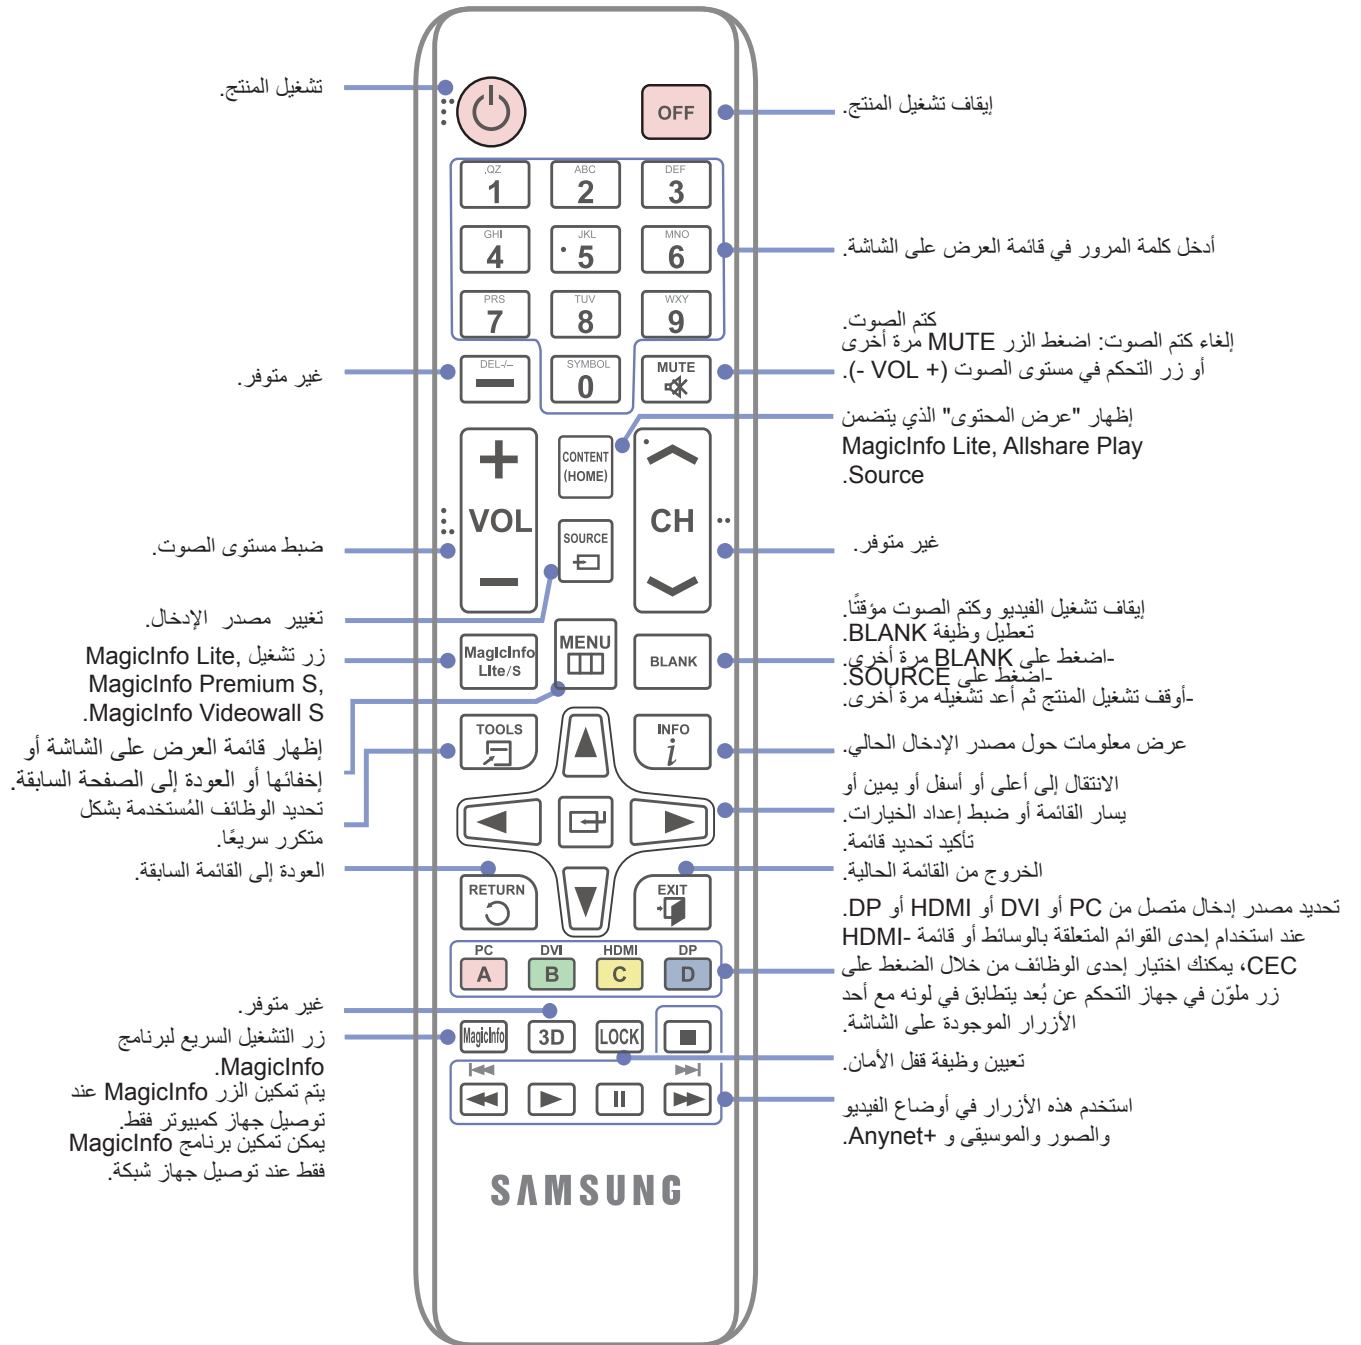 تشغيل المنتج.
OFF
إيقاف تشغيل المنتج.
.QZ
ABC
DEF
1
2
3
GHI
JKL
MNO
4
5
6
أدخل كلمة المرور في قائمة العرض على الشاشة.
PRS
TUV
WXY
7
8
9
كتم الصوت.
إلغاء كتم الصوت: اضغط الزر MUTE مرة أخرى
أو زر التحكم في مستوى الصوت (+ VOL -).
غير متوفر.
DEL-/--
SYMBOL
0
MUTE
إظهار "عرض المحتوى" الذي يتضمن
MagicInfo Lite, Allshare Play
Source.
CONTENT
(HOME)
VOL
CH
SOURCE
ضبط مستوى الصوت.
غير متوفر.
تغيير مصدر الإدخال.
إيقاف تشغيل الفيديو وكتم الصوت مؤقتًا.
تعطيل وظيفة BLANK.
-اضغط على BLANK مرة أخرى.
-اضغط على SOURCE.
-أوقف تشغيل المنتج ثم أعد تشغيله مرة أخرى.
زر تشغيل MagicInfo Lite,
MagicInfo Premium S,
MagicInfo Videowall S.
MagicInfo
Lite/S
MENU
BLANK
إظهار قائمة العرض على الشاشة أو
إخفائها أو العودة إلى الصفحة السابقة.
TOOLS
INFO
i
عرض معلومات حول مصدر الإدخال الحالي.
تحديد الوظائف المُستخدمة بشكل
متكرر سريعًا.
الانتقال إلى أعلى أو أسفل أو يمين أو
يسار القائمة أو ضبط إعداد الخيارات.
تأكيد تحديد قائمة.
العودة إلى القائمة السابقة.
الخروج من القائمة الحالية.
RETURN
EXIT
تحديد مصدر إدخال متصل من PC أو DVI أو HDMI أو DP.
عند استخدام إحدى القوائم المتعلقة بالوسائط أو قائمة HDMI-
CEC، يمكنك اختيار إحدى الوظائف من خلال الضغط على
زر ملوّن في جهاز التحكم عن بُعد يتطابق في لونه مع أحد
الأزرار الموجودة على الشاشة.
PC
DVI
HDMI
DP
A
B
C
D
غير متوفر.
زر التشغيل السريع لبرنامج
MagicInfo.
يتم تمكين الزر MagicInfo عند
توصيل جهاز كمبيوتر فقط.
يمكن تمكين برنامج MagicInfo
فقط عند توصيل جهاز شبكة.
MagicInfo
3D
LOCK
تعيين وظيفة قفل الأمان.
استخدم هذه الأزرار في أوضاع الفيديو
والصور والموسيقى و +Anynet.
SAMSUNG